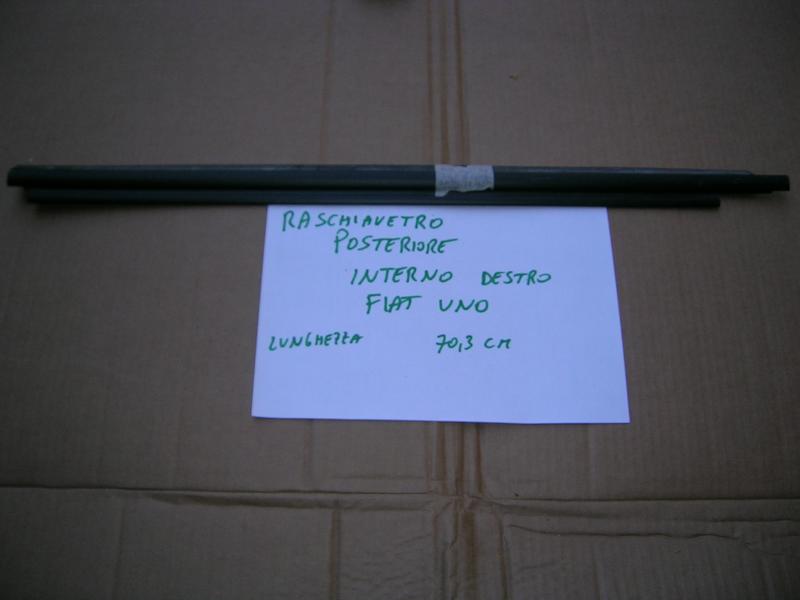 RASCHIAVETRO
POSTERIORE
INTERNO DESTRO
FIAT UNO
LUNGHEZZA 70,3 CM